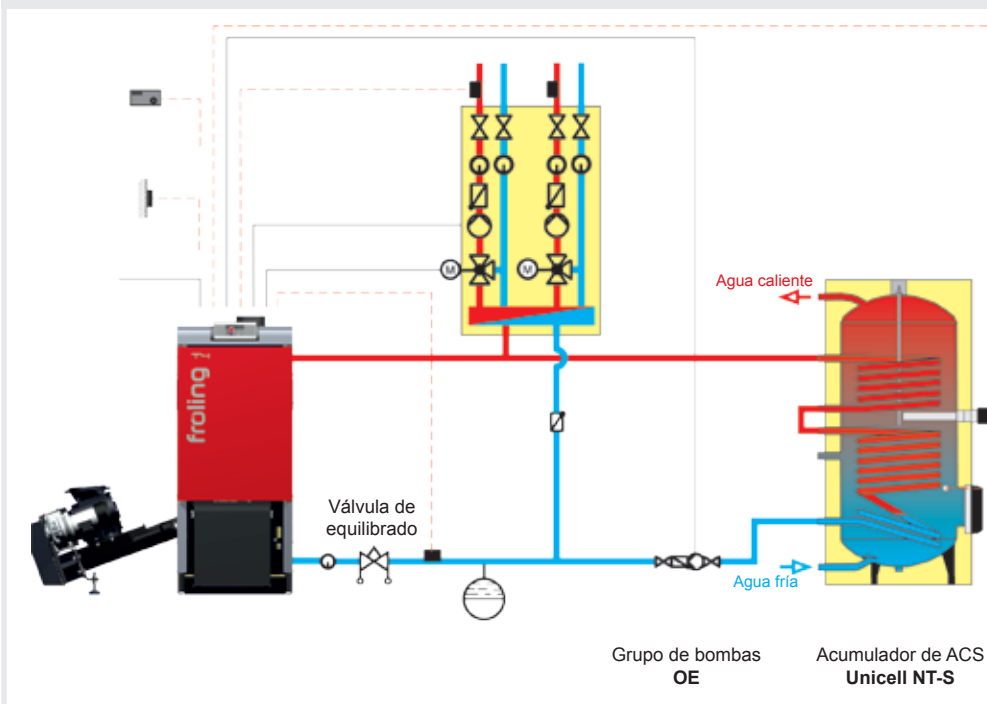 M
M
Agua caliente
froling
Válvula de
equilibrado
Agua fría
Grupo de bombas
OE
Acumulador de ACS
Unicell NT-S